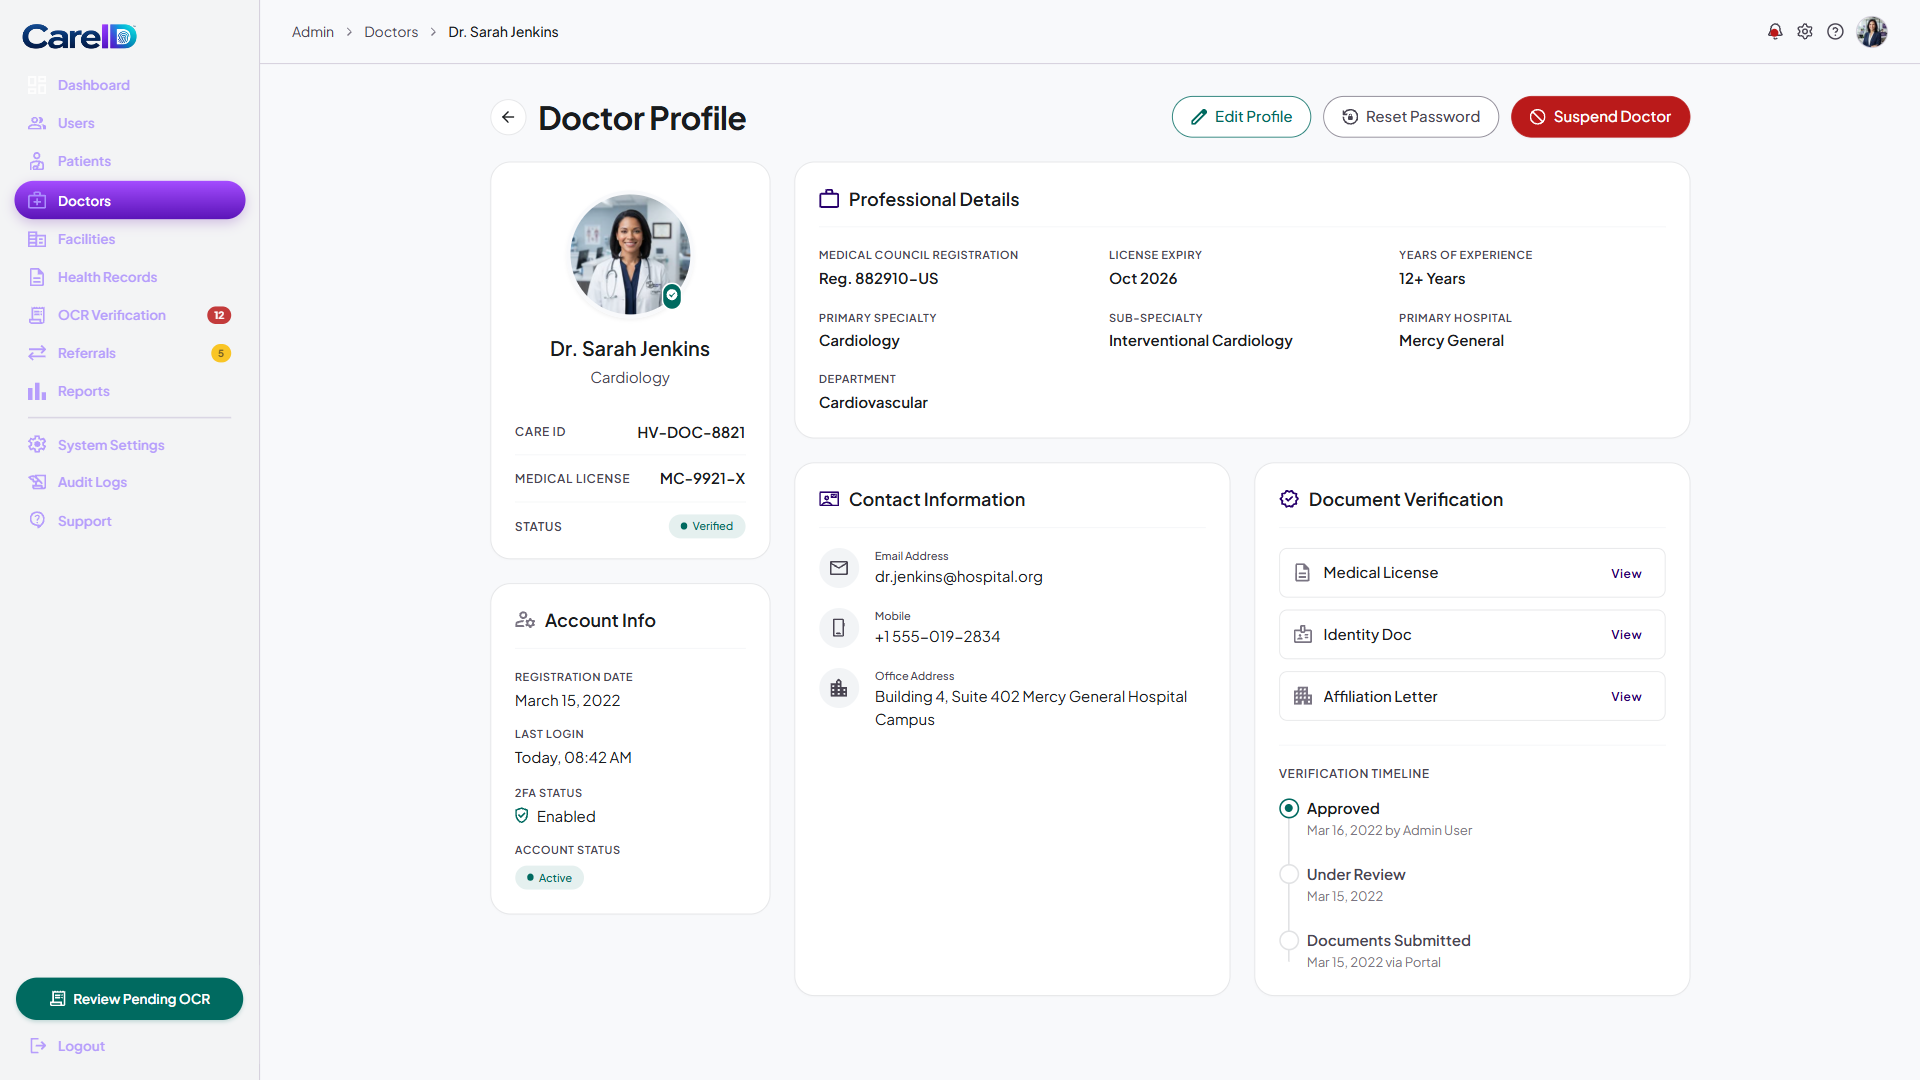 CareID
Dashboard
Users
Patients
Doctors
Facilities
Health Records
OCR Verification 12
Referrals 5
Reports
System Settings
Audit Logs
Support
Review Pending OCR
Logout
Admin > Doctors > Dr. Sarah Jenkins
Doctor Profile
Edit Profile
Reset Password
Suspend Doctor
Dr. Sarah Jenkins
Cardiology
CARE ID HV-DOC-8821
MEDICAL LICENSE MC-9921-X
STATUS Verified
Account Info
REGISTRATION DATE
March 15, 2022
LAST LOGIN
Today, 08:42 AM
2FA STATUS
Enabled
ACCOUNT STATUS
Active
Professional Details
MEDICAL COUNCIL REGISTRATION LICENSE EXPIRY YEARS OF EXPERIENCE
Reg. 882910-US Oct 2026 12+ Years
PRIMARY SPECIALTY SUB-SPECIALTY PRIMARY HOSPITAL
Cardiology Interventional Cardiology Mercy General
DEPARTMENT
Cardiovascular
Contact Information
Email Address
dr.jenkins@hospital.org
Mobile
+1 555-019-2834
Office Address
Building 4, Suite 402 Mercy General Hospital
Campus
Document Verification
Medical License View
Identity Doc View
Affiliation Letter View
VERIFICATION TIMELINE
Approved
Mar 16, 2022 by Admin User
Under Review
Mar 15, 2022
Documents Submitted
Mar 15, 2022 via Portal